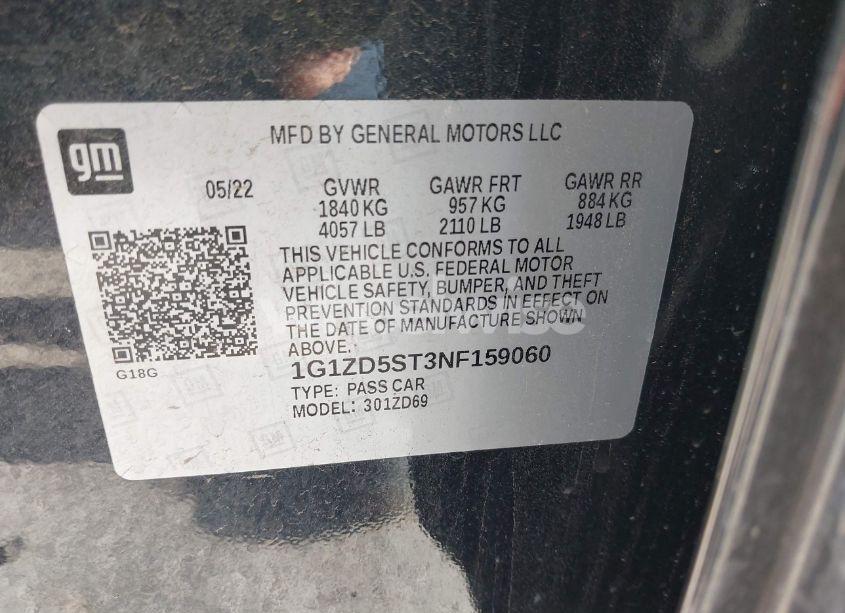 MFD BY GENERAL MOTORS LLC
gm
05/22 GVWR GAWR FRT GAWR RR
1840 KG 957 KG 884 KG
4057 LB 2110 LB 1948 LB
THIS VEHICLE CONFORMS TO ALL
APPLICABLE U.S. FEDERAL MOTOR
VEHICLE SAFETY, BUMPER, AND THEFT
PREVENTION STANDARDS IN EFFECT ON
THE DATE OF MANUFACTURE SHOWN
ABOVE.
G18G
1G1ZD5ST3NF159060
TYPE: PASS CAR
MODEL: 301ZD69